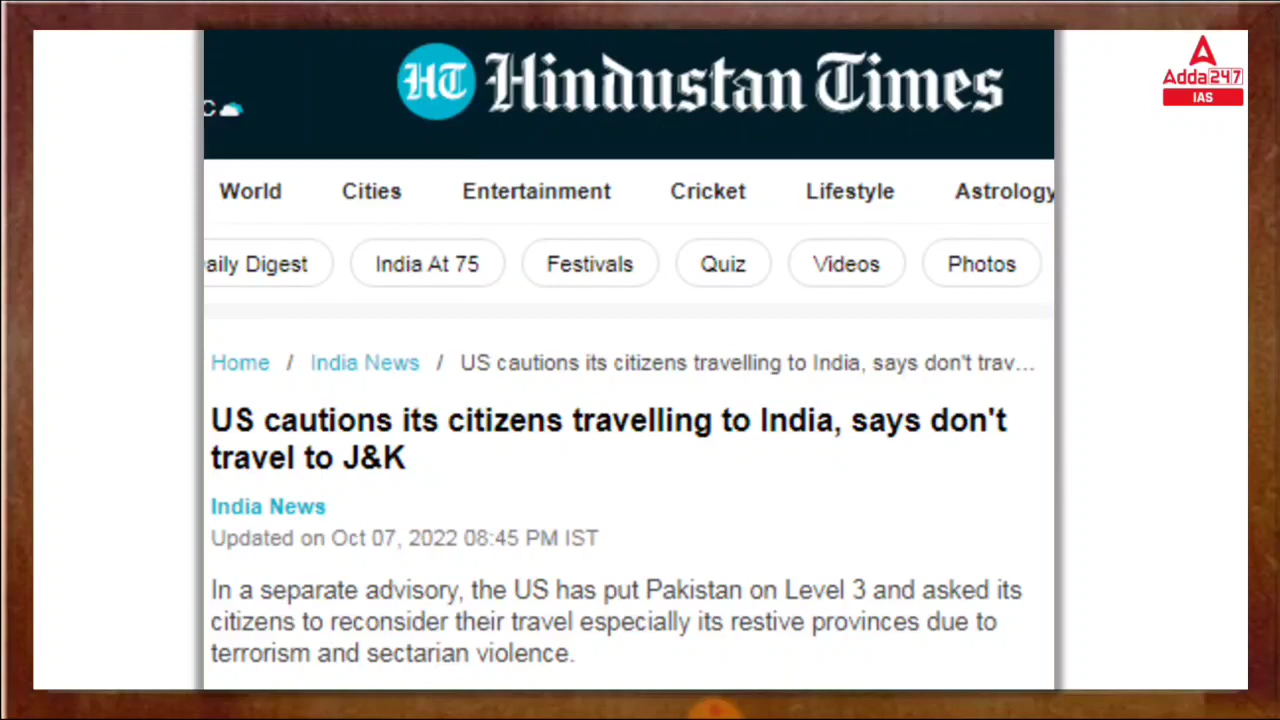 HT Hindustan Times
Adda247
IAS
C
World Cities Entertainment Cricket Lifestyle Astrology
aily Digest India At 75 Festivals Quiz Videos Photos
Home / India News / US cautions its citizens travelling to India, says don't trav...
US cautions its citizens travelling to India, says don't
travel to J&K
India News
Updated on Oct 07, 2022 08:45 PM IST
In a separate advisory, the US has put Pakistan on Level 3 and asked its
citizens to reconsider their travel especially its restive provinces due to
terrorism and sectarian violence.